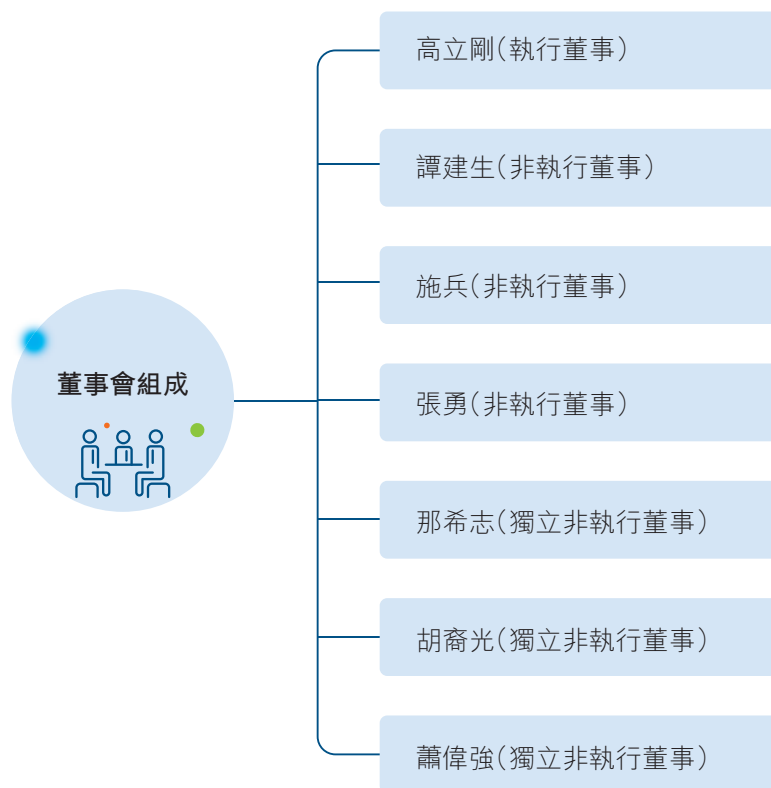 高立剛(執行董事)
譚建生(非執行董事)
施兵(非執行董事)
董事會組成
張勇(非執行董事)
那希志(獨立非執行董事)
胡裔光(獨立非執行董事)
蕭偉強(獨立非執行董事)